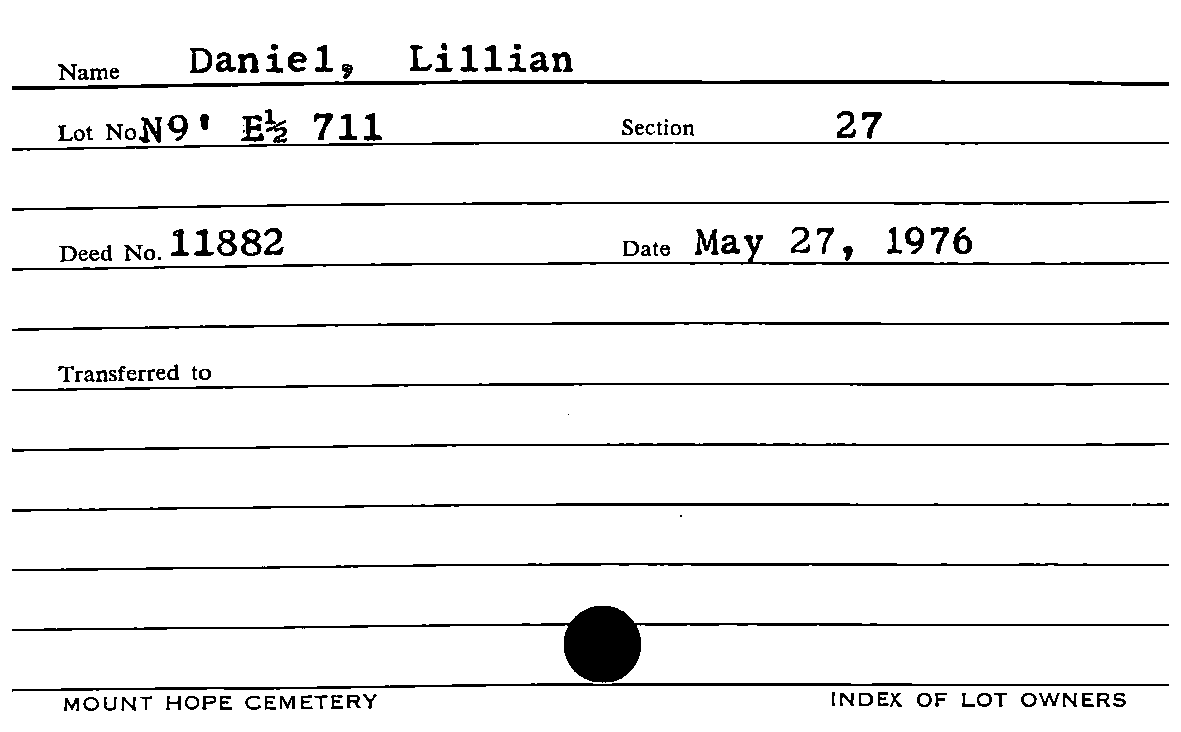 Name Daniel, Lillian
Lot No. N9' E½ 711 Section 27
Deed No. 11882 Date May 27, 1976
Transferred to
MOUNT HOPE CEMETERY INDEX OF LOT OWNERS